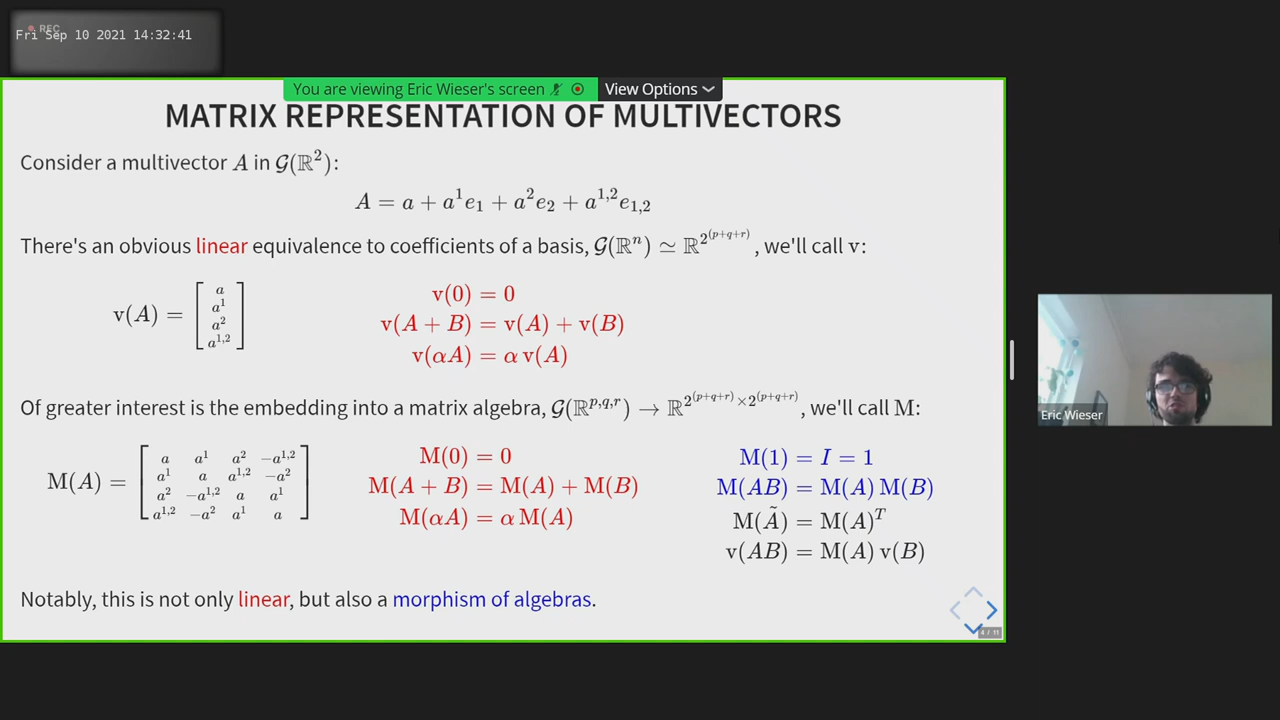 REC
Fri Sep 10 2021 14:32:41
You are viewing Eric Wieser's screen
View Options
MATRIX REPRESENTATION OF MULTIVECTORS
Consider a multivector A in 𝒢(ℝ²):
A = a + a¹e₁ + a²e₂ + a^{1,2}e_{1,2}
There's an obvious linear equivalence to coefficients of a basis, 𝒢(ℝⁿ) ≃ ℝ^{2^{(p+q+r)}}, we'll call v:
v(A) = [a; a¹; a²; a^{1,2}]
v(0) = 0
v(A + B) = v(A) + v(B)
v(αA) = α v(A)
Of greater interest is the embedding into a matrix algebra, 𝒢(ℝ^{p,q,r}) → ℝ^{2^{(p+q+r)}×2^{(p+q+r)}}, we'll call M:
M(A) = [a a¹ a² −a^{1,2}; a¹ a a^{1,2} −a²; a² −a^{1,2} a a¹; a^{1,2} −a² a¹ a]
M(0) = 0
M(A + B) = M(A) + M(B)
M(αA) = α M(A)
M(1) = I = 1
M(AB) = M(A) M(B)
M(Ã) = M(A)ᵀ
v(AB) = M(A) v(B)
Notably, this is not only linear, but also a morphism of algebras.
4 / 11
Eric Wieser